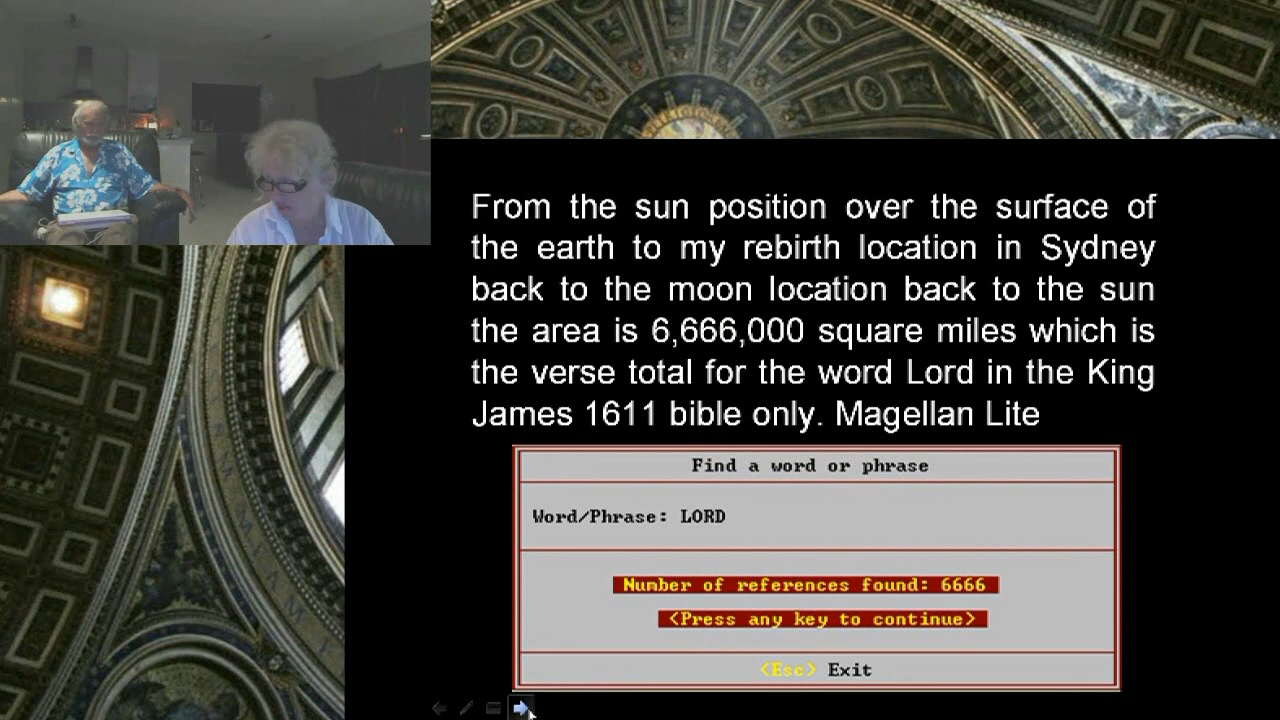 From the sun position over the surface of
the earth to my rebirth location in Sydney
back to the moon location back to the sun
the area is 6,666,000 square miles which is
the verse total for the word Lord in the King
James 1611 bible only. Magellan Lite
Find a word or phrase
Word/Phrase: LORD
Number of references found: 6666
<Press any key to continue>
<Esc> Exit